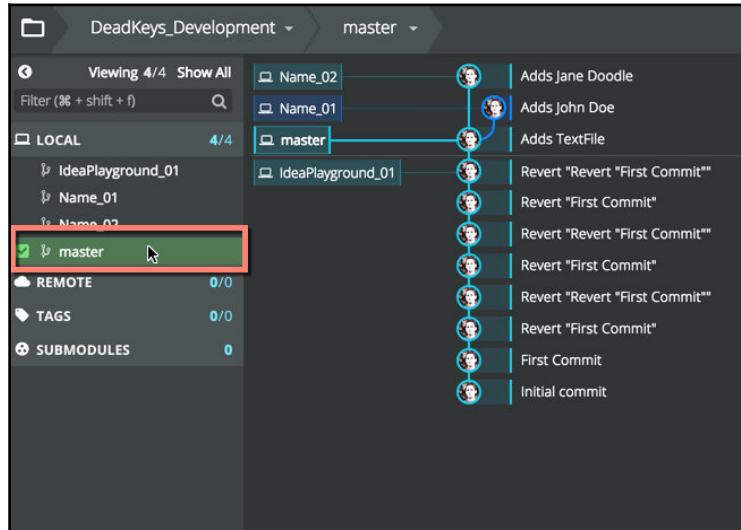 DeadKeys_Development master
Viewing 4/4 Show All
Filter (⌘ + shift + f)
LOCAL 4/4
IdeaPlayground_01
Name_01
Name_02
master
REMOTE 0/0
TAGS 0/0
SUBMODULES 0
Name_02 Adds Jane Doodle
Name_01 Adds John Doe
master Adds TextFile
IdeaPlayground_01 Revert "Revert "First Commit""
Revert "First Commit"
Revert "Revert "First Commit""
Revert "First Commit"
Revert "Revert "First Commit""
Revert "First Commit"
First Commit
Initial commit